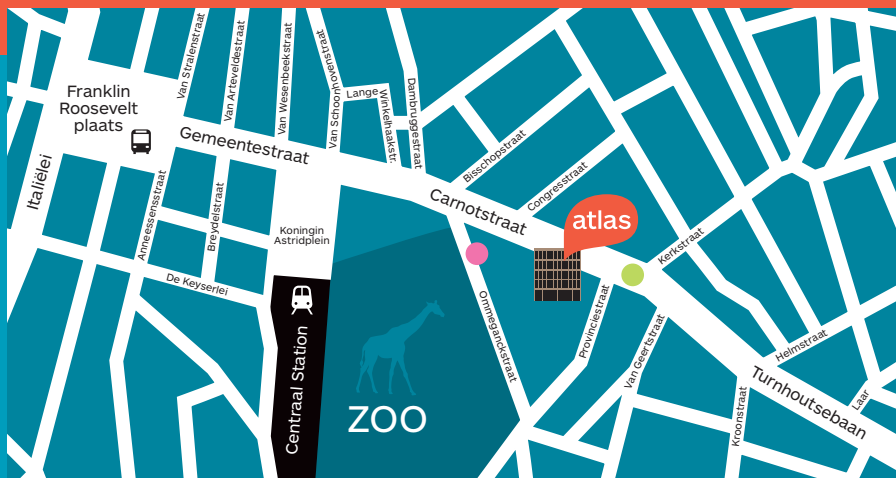 Franklin
Roosevelt
plaats
Italiëlei
Van Stralenstraat
Van Arteveldestraat
Van Wesenbeekstraat
Van Schoonhovenstraat
Lange
Winkelhaakstr.
Dambruggestraat
Gemeentestraat
Bisschopstraat
Congresstraat
Carnotstraat
atlas
Anneessensstraat
Breydelstraat
Koningin
Astridplein
De Keyserlei
Kerkstraat
Centraal Station
ZOO
Ommeganckstraat
Provinciestraat
Van Geertstraat
Helmstraat
Turnhoutsebaan
Kroonstraat
Laar